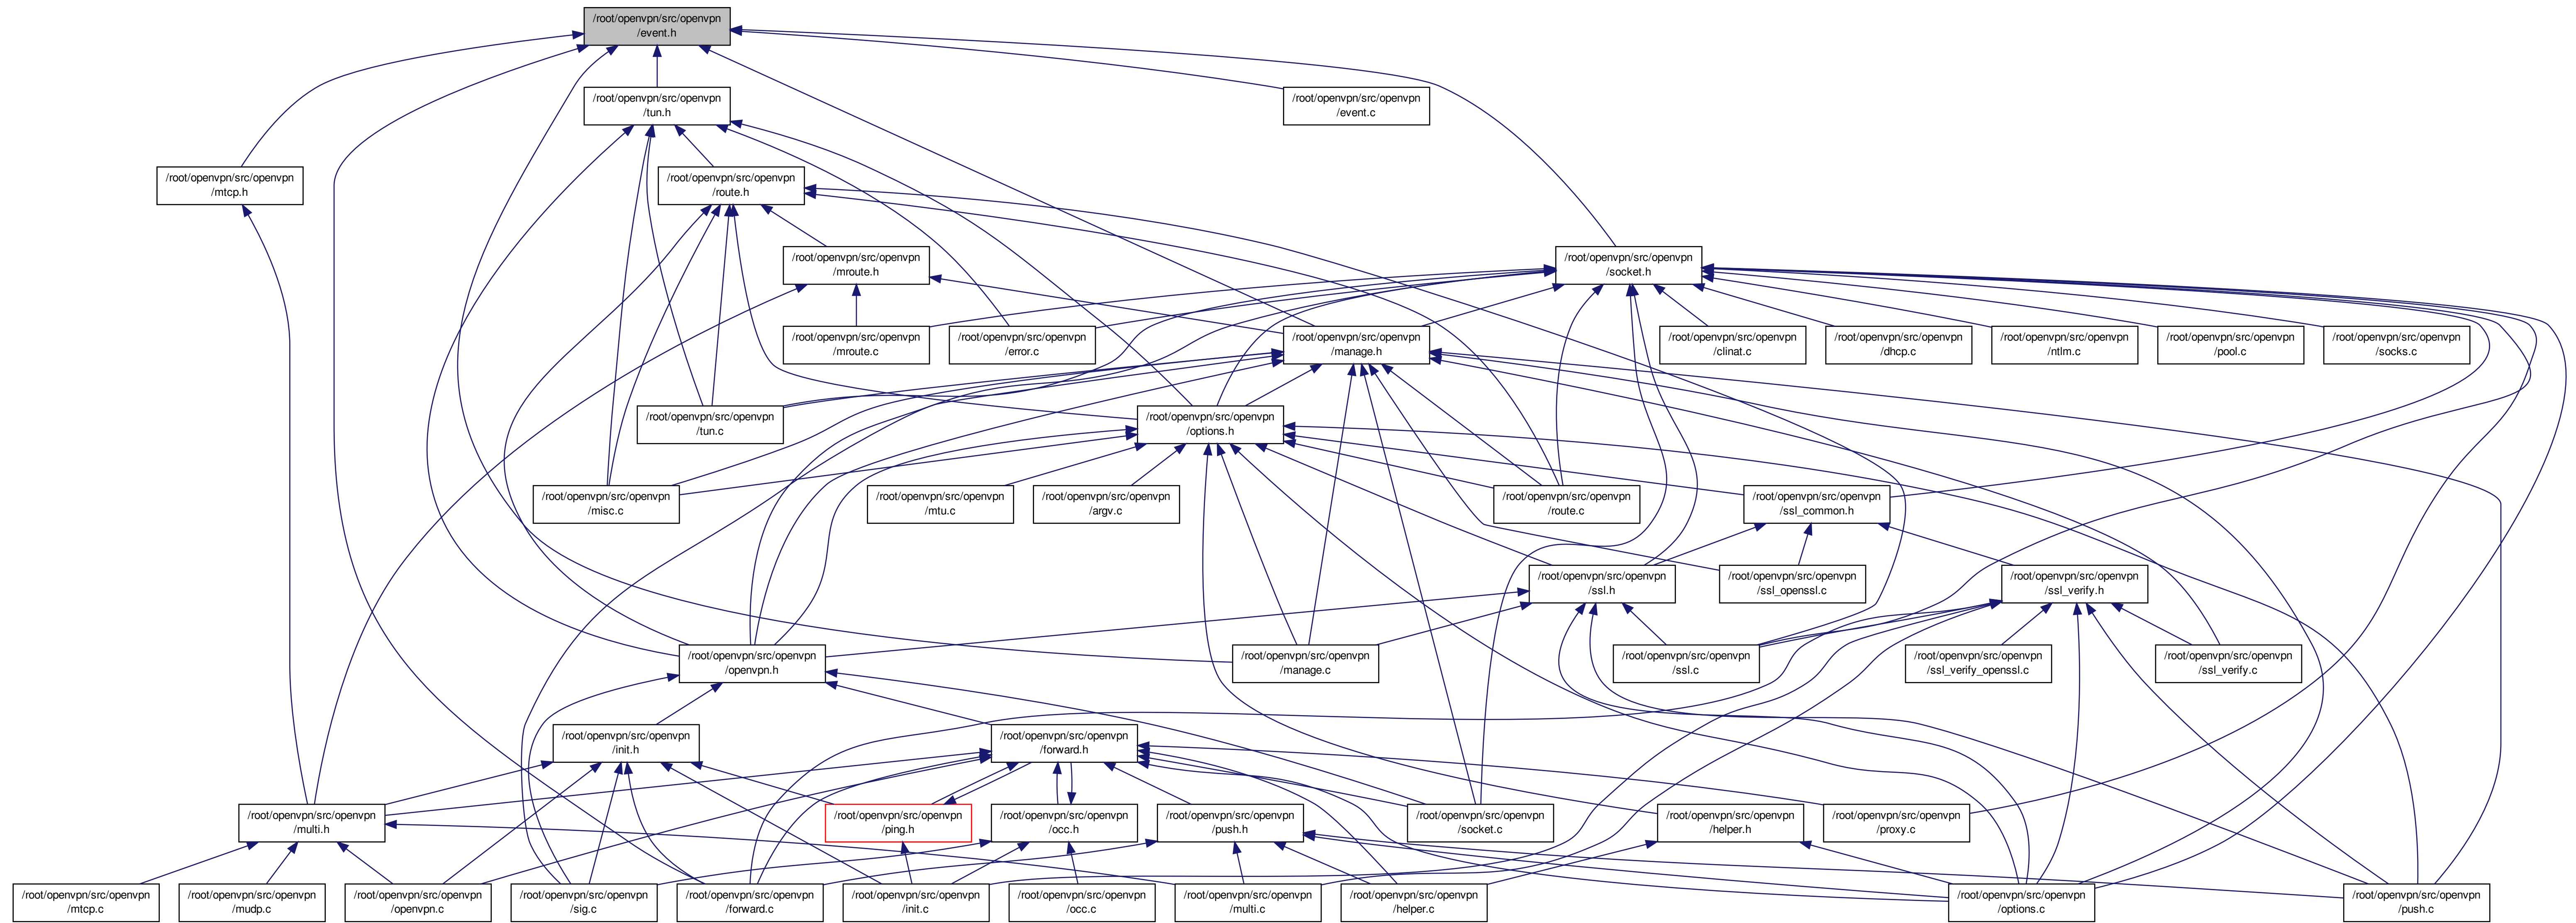 /root/openvpn/src/openvpn
/event.h
/root/openvpn/src/openvpn
/tun.h
/root/openvpn/src/openvpn
/event.c
/root/openvpn/src/openvpn
/mtcp.h
/root/openvpn/src/openvpn
/route.h
/root/openvpn/src/openvpn
/mroute.h
/root/openvpn/src/openvpn
/socket.h
/root/openvpn/src/openvpn
/mroute.c
/root/openvpn/src/openvpn
/error.c
/root/openvpn/src/openvpn
/manage.h
/root/openvpn/src/openvpn
/clinat.c
/root/openvpn/src/openvpn
/dhcp.c
/root/openvpn/src/openvpn
/ntlm.c
/root/openvpn/src/openvpn
/pool.c
/root/openvpn/src/openvpn
/socks.c
/root/openvpn/src/openvpn
/tun.c
/root/openvpn/src/openvpn
/options.h
/root/openvpn/src/openvpn
/misc.c
/root/openvpn/src/openvpn
/mtu.c
/root/openvpn/src/openvpn
/argv.c
/root/openvpn/src/openvpn
/route.c
/root/openvpn/src/openvpn
/ssl_common.h
/root/openvpn/src/openvpn
/ssl.h
/root/openvpn/src/openvpn
/ssl_openssl.c
/root/openvpn/src/openvpn
/ssl_verify.h
/root/openvpn/src/openvpn
/openvpn.h
/root/openvpn/src/openvpn
/manage.c
/root/openvpn/src/openvpn
/ssl.c
/root/openvpn/src/openvpn
/ssl_verify_openssl.c
/root/openvpn/src/openvpn
/ssl_verify.c
/root/openvpn/src/openvpn
/init.h
/root/openvpn/src/openvpn
/forward.h
/root/openvpn/src/openvpn
/multi.h
/root/openvpn/src/openvpn
/ping.h
/root/openvpn/src/openvpn
/occ.h
/root/openvpn/src/openvpn
/push.h
/root/openvpn/src/openvpn
/socket.c
/root/openvpn/src/openvpn
/helper.h
/root/openvpn/src/openvpn
/proxy.c
/root/openvpn/src/openvpn
/mtcp.c
/root/openvpn/src/openvpn
/mudp.c
/root/openvpn/src/openvpn
/openvpn.c
/root/openvpn/src/openvpn
/sig.c
/root/openvpn/src/openvpn
/forward.c
/root/openvpn/src/openvpn
/init.c
/root/openvpn/src/openvpn
/occ.c
/root/openvpn/src/openvpn
/multi.c
/root/openvpn/src/openvpn
/helper.c
/root/openvpn/src/openvpn
/options.c
/root/openvpn/src/openvpn
/push.c